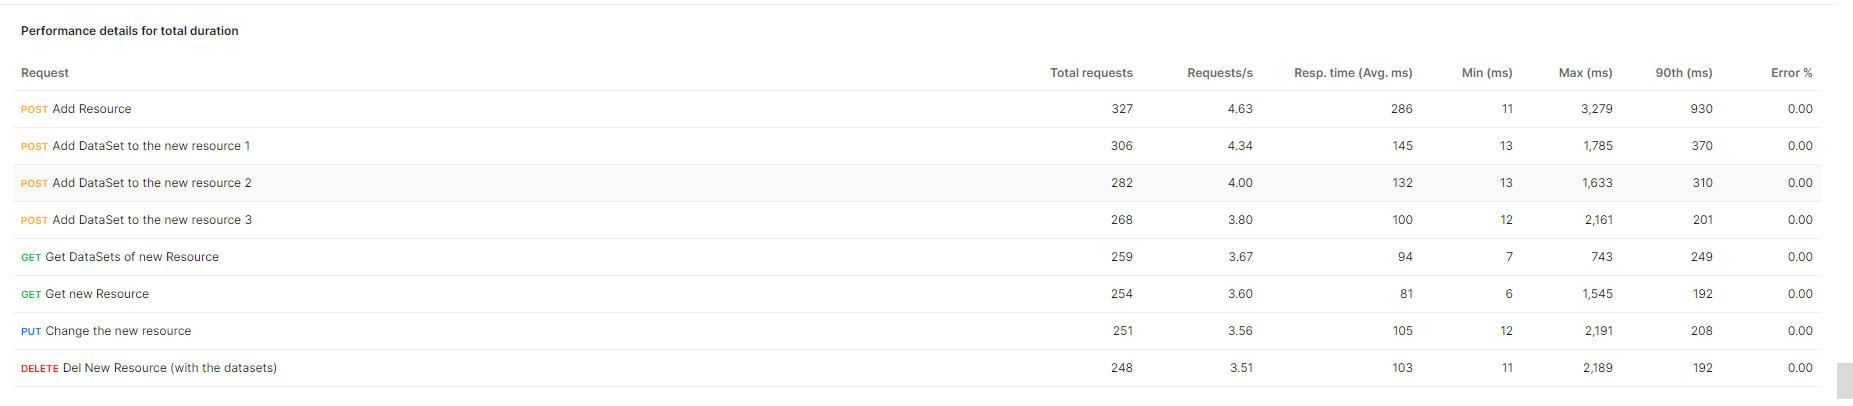 Performance details for total duration
Request Total requests Requests/s Resp. time (Avg. ms) Min (ms) Max (ms) 90th (ms) Error %
POST Add Resource 327 4.63 286 11 3,279 930 0.00
POST Add DataSet to the new resource 1 306 4.34 145 13 1,785 370 0.00
POST Add DataSet to the new resource 2 282 4.00 132 13 1,633 310 0.00
POST Add DataSet to the new resource 3 268 3.80 100 12 2,161 201 0.00
GET Get DataSets of new Resource 259 3.67 94 7 743 249 0.00
GET Get new Resource 254 3.60 81 6 1,545 192 0.00
PUT Change the new resource 251 3.56 105 12 2,191 208 0.00
DELETE Del New Resource (with the datasets) 248 3.51 103 11 2,189 192 0.00